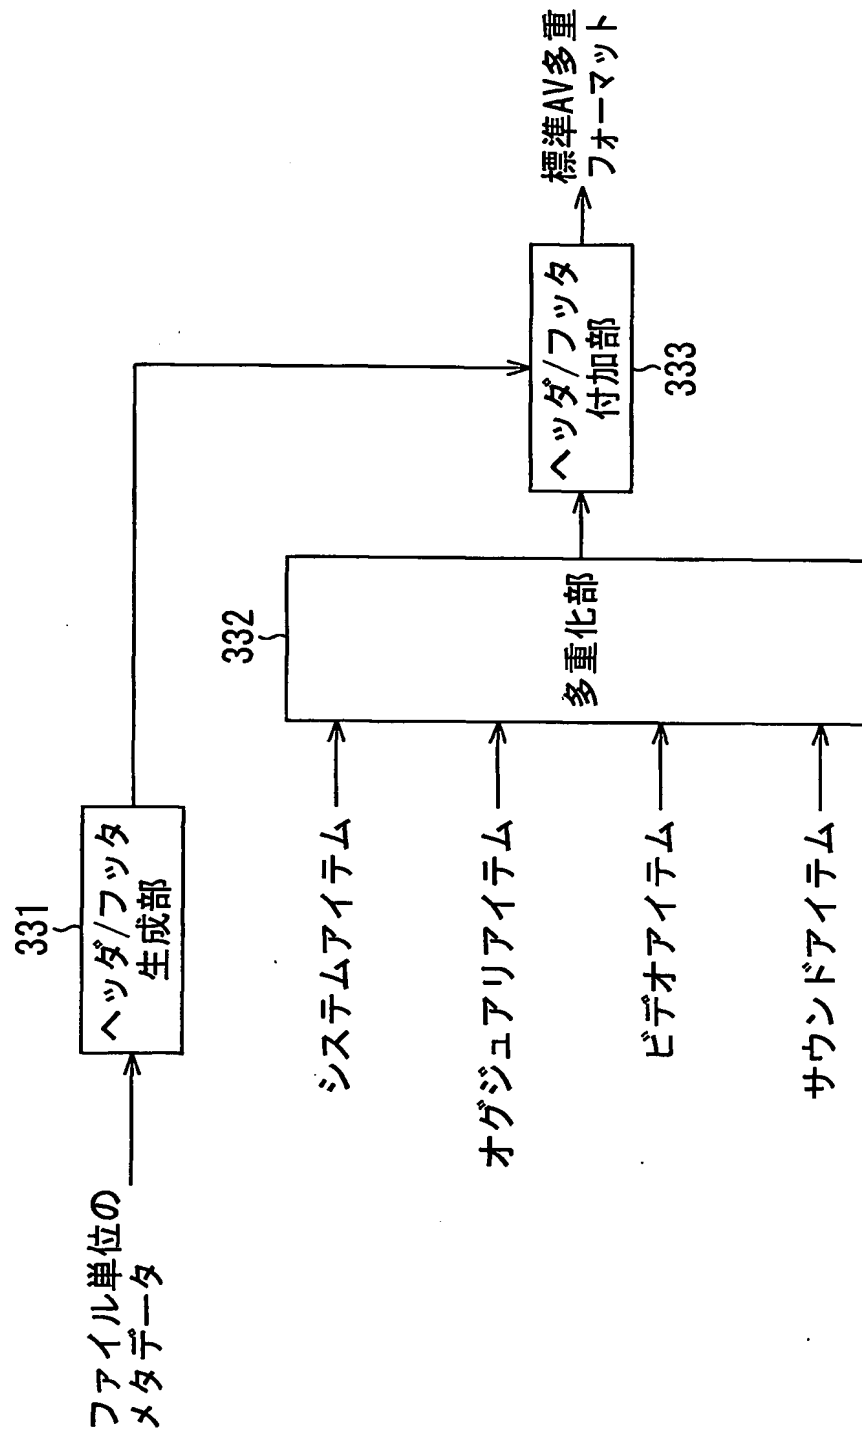 ファイル単位の
メタデータ
331
ヘッダ/フッタ
生成部
システムアイテム
オグジュアリアイテム
ビデオアイテム
サウンドアイテム
332
多重化部
ヘッダ/フッタ
付加部
333
標準AV多重
フォーマット